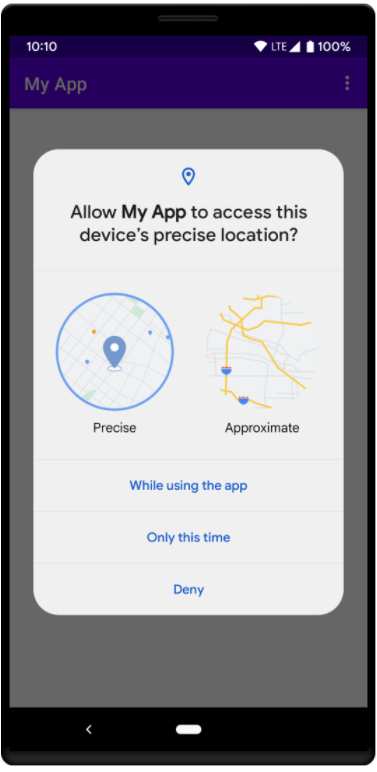 10:10 LTE 100%
My App
Allow My App to access this
device's precise location?
Precise Approximate
While using the app
Only this time
Deny